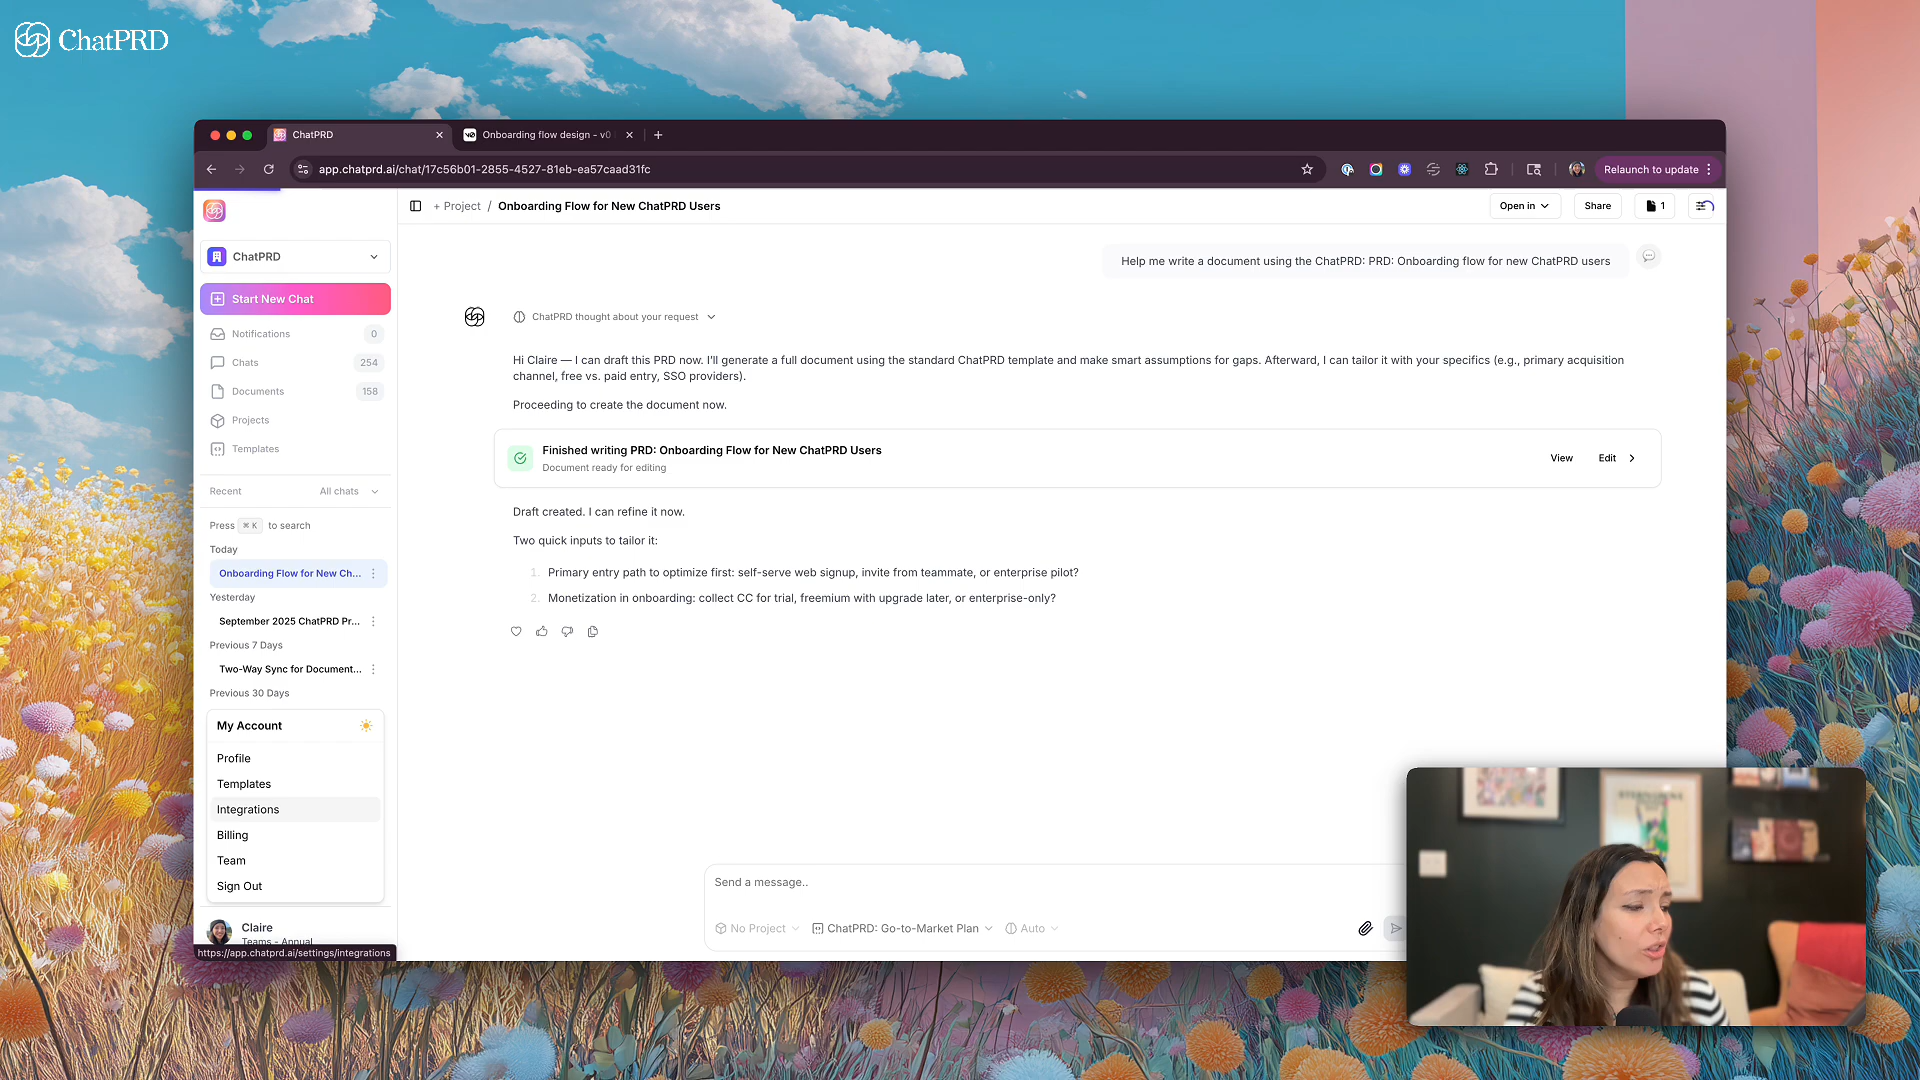 ChatPRD
ChatPRD
Onboarding flow design - v0
app.chatprd.ai/chat/17c56b01-2855-4527-81eb-ea57caad31fc
Relaunch to update
ChatPRD
Start New Chat
Notifications 0
Chats 254
Documents 158
Projects
Templates
Recent All chats
Press ⌘ K to search
Today
Onboarding Flow for New Ch...
Yesterday
September 2025 ChatPRD Pr...
Previous 7 Days
Two-Way Sync for Document...
Previous 30 Days
My Account
Profile
Templates
Integrations
Billing
Team
Sign Out
Claire
Teams - Annual
https://app.chatprd.ai/settings/integrations
+ Project / Onboarding Flow for New ChatPRD Users
Open in
Share
1
Help me write a document using the ChatPRD: PRD: Onboarding flow for new ChatPRD users
ChatPRD thought about your request
Hi Claire — I can draft this PRD now. I'll generate a full document using the standard ChatPRD template and make smart assumptions for gaps. Afterward, I can tailor it with your specifics (e.g., primary acquisition
channel, free vs. paid entry, SSO providers).
Proceeding to create the document now.
Finished writing PRD: Onboarding Flow for New ChatPRD Users
Document ready for editing
View
Edit
Draft created. I can refine it now.
Two quick inputs to tailor it:
1. Primary entry path to optimize first: self-serve web signup, invite from teammate, or enterprise pilot?
2. Monetization in onboarding: collect CC for trial, freemium with upgrade later, or enterprise-only?
Send a message..
No Project
ChatPRD: Go-to-Market Plan
Auto